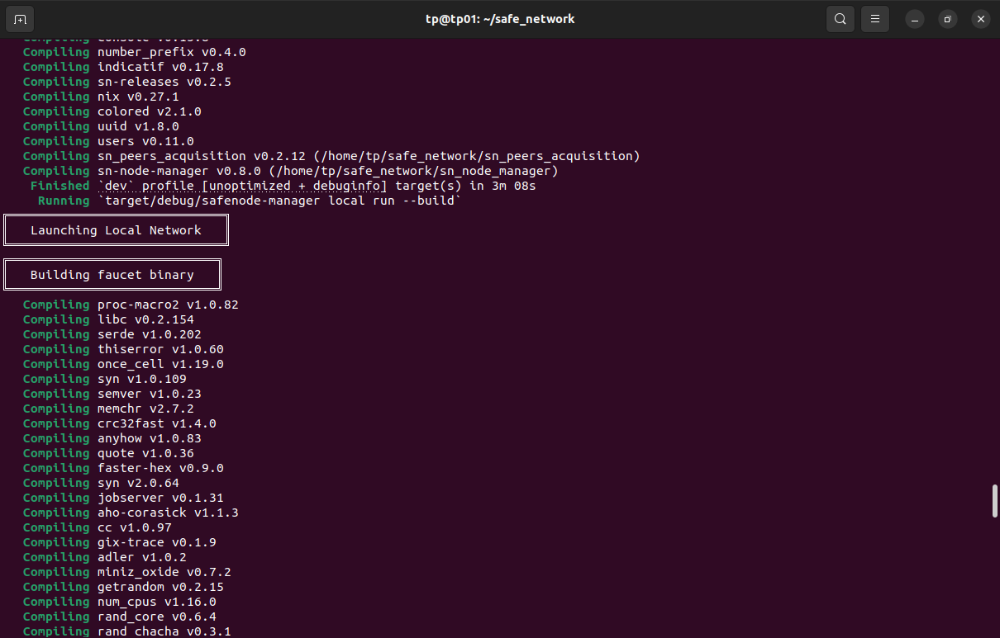 tp@tp01: ~/safe_network
Compiling console v0.15.8
Compiling number_prefix v0.4.0
Compiling indicatif v0.17.8
Compiling sn-releases v0.2.5
Compiling nix v0.27.1
Compiling colored v2.1.0
Compiling uuid v1.8.0
Compiling users v0.11.0
Compiling sn_peers_acquisition v0.2.12 (/home/tp/safe_network/sn_peers_acquisition)
Compiling sn-node-manager v0.8.0 (/home/tp/safe_network/sn_node_manager)
Finished `dev` profile [unoptimized + debuginfo] target(s) in 3m 08s
Running `target/debug/safenode-manager local run --build`
Launching Local Network
Building faucet binary
Compiling proc-macro2 v1.0.82
Compiling libc v0.2.154
Compiling serde v1.0.202
Compiling thiserror v1.0.60
Compiling once_cell v1.19.0
Compiling syn v1.0.109
Compiling semver v1.0.23
Compiling memchr v2.7.2
Compiling crc32fast v1.4.0
Compiling anyhow v1.0.83
Compiling quote v1.0.36
Compiling faster-hex v0.9.0
Compiling syn v2.0.64
Compiling jobserver v0.1.31
Compiling aho-corasick v1.1.3
Compiling cc v1.0.97
Compiling gix-trace v0.1.9
Compiling adler v1.0.2
Compiling miniz_oxide v0.7.2
Compiling getrandom v0.2.15
Compiling num_cpus v1.16.0
Compiling rand_core v0.6.4
Compiling rand_chacha v0.3.1